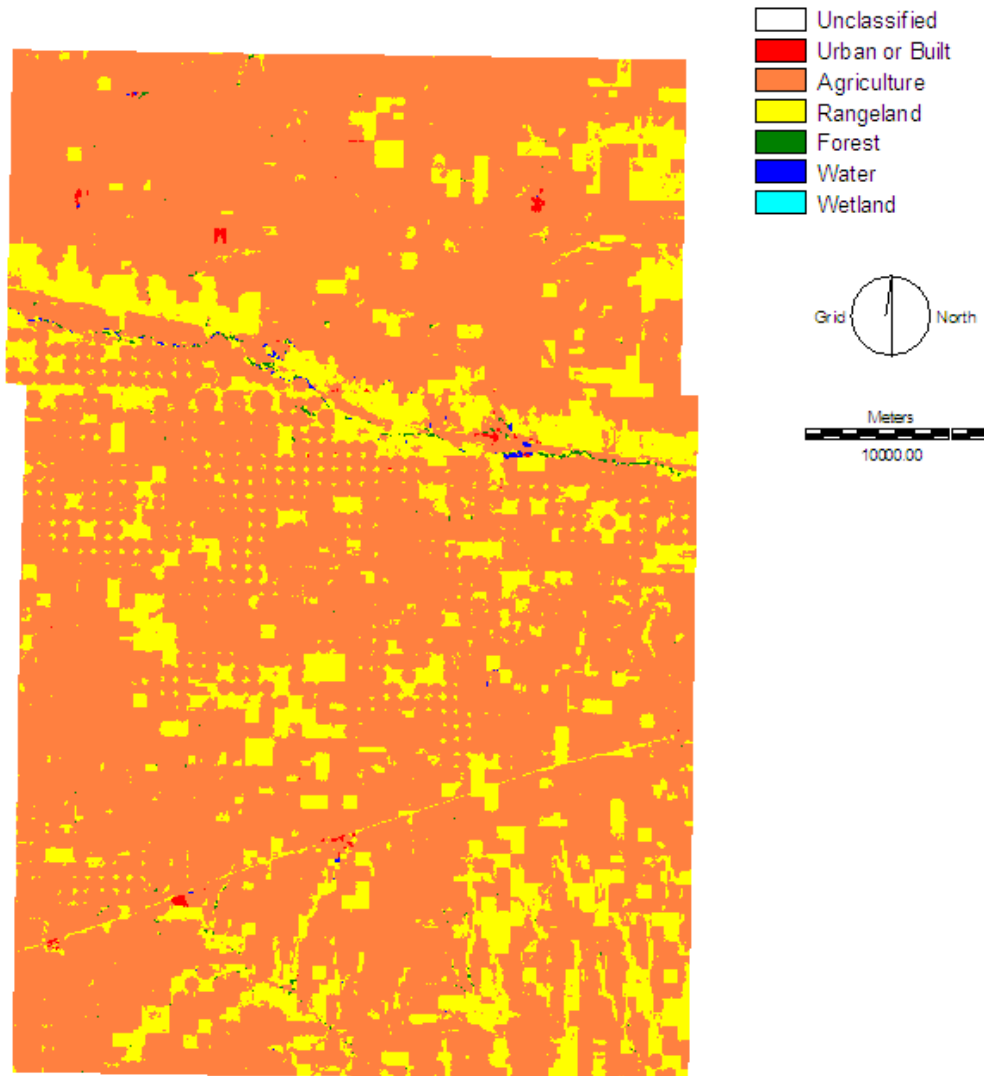 Unclassified
Urban or Built
Agriculture
Rangeland
Forest
Water
Wetland
Grid North
Meters
10000.00